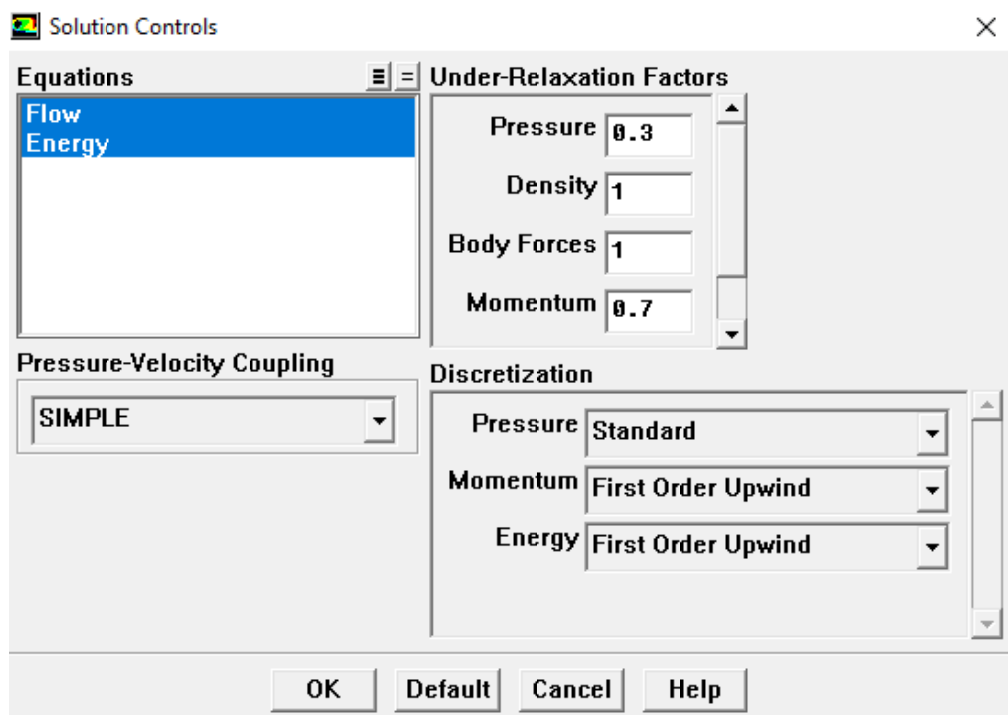 Solution Controls
Equations
Flow
Energy
Pressure-Velocity Coupling
SIMPLE
Under-Relaxation Factors
Pressure 0.3
Density 1
Body Forces 1
Momentum 0.7
Discretization
Pressure Standard
Momentum First Order Upwind
Energy First Order Upwind
OK Default Cancel Help